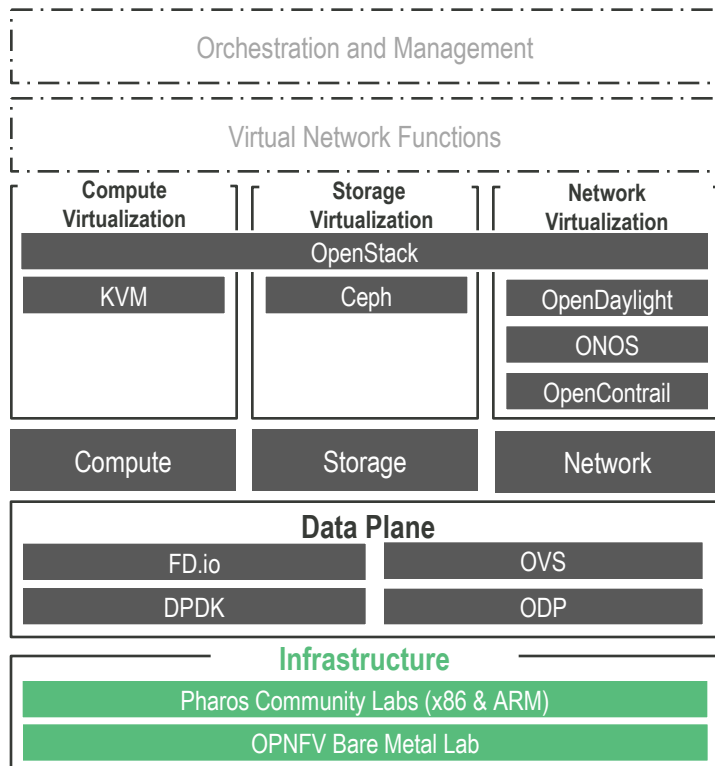 Orchestration and Management
Virtual Network Functions
Compute
Virtualization
Storage
Virtualization
Network
Virtualization
OpenStack
KVM
Ceph
OpenDaylight
ONOS
OpenContrail
Compute
Storage
Network
Data Plane
FD.io
OVS
DPDK
ODP
Infrastructure
Pharos Community Labs (x86 & ARM)
OPNFV Bare Metal Lab